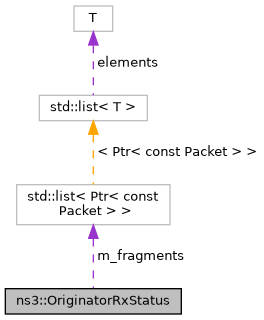 T
elements
std::list< T >
< Ptr< const Packet > >
std::list< Ptr< const
Packet > >
m_fragments
ns3::OriginatorRxStatus